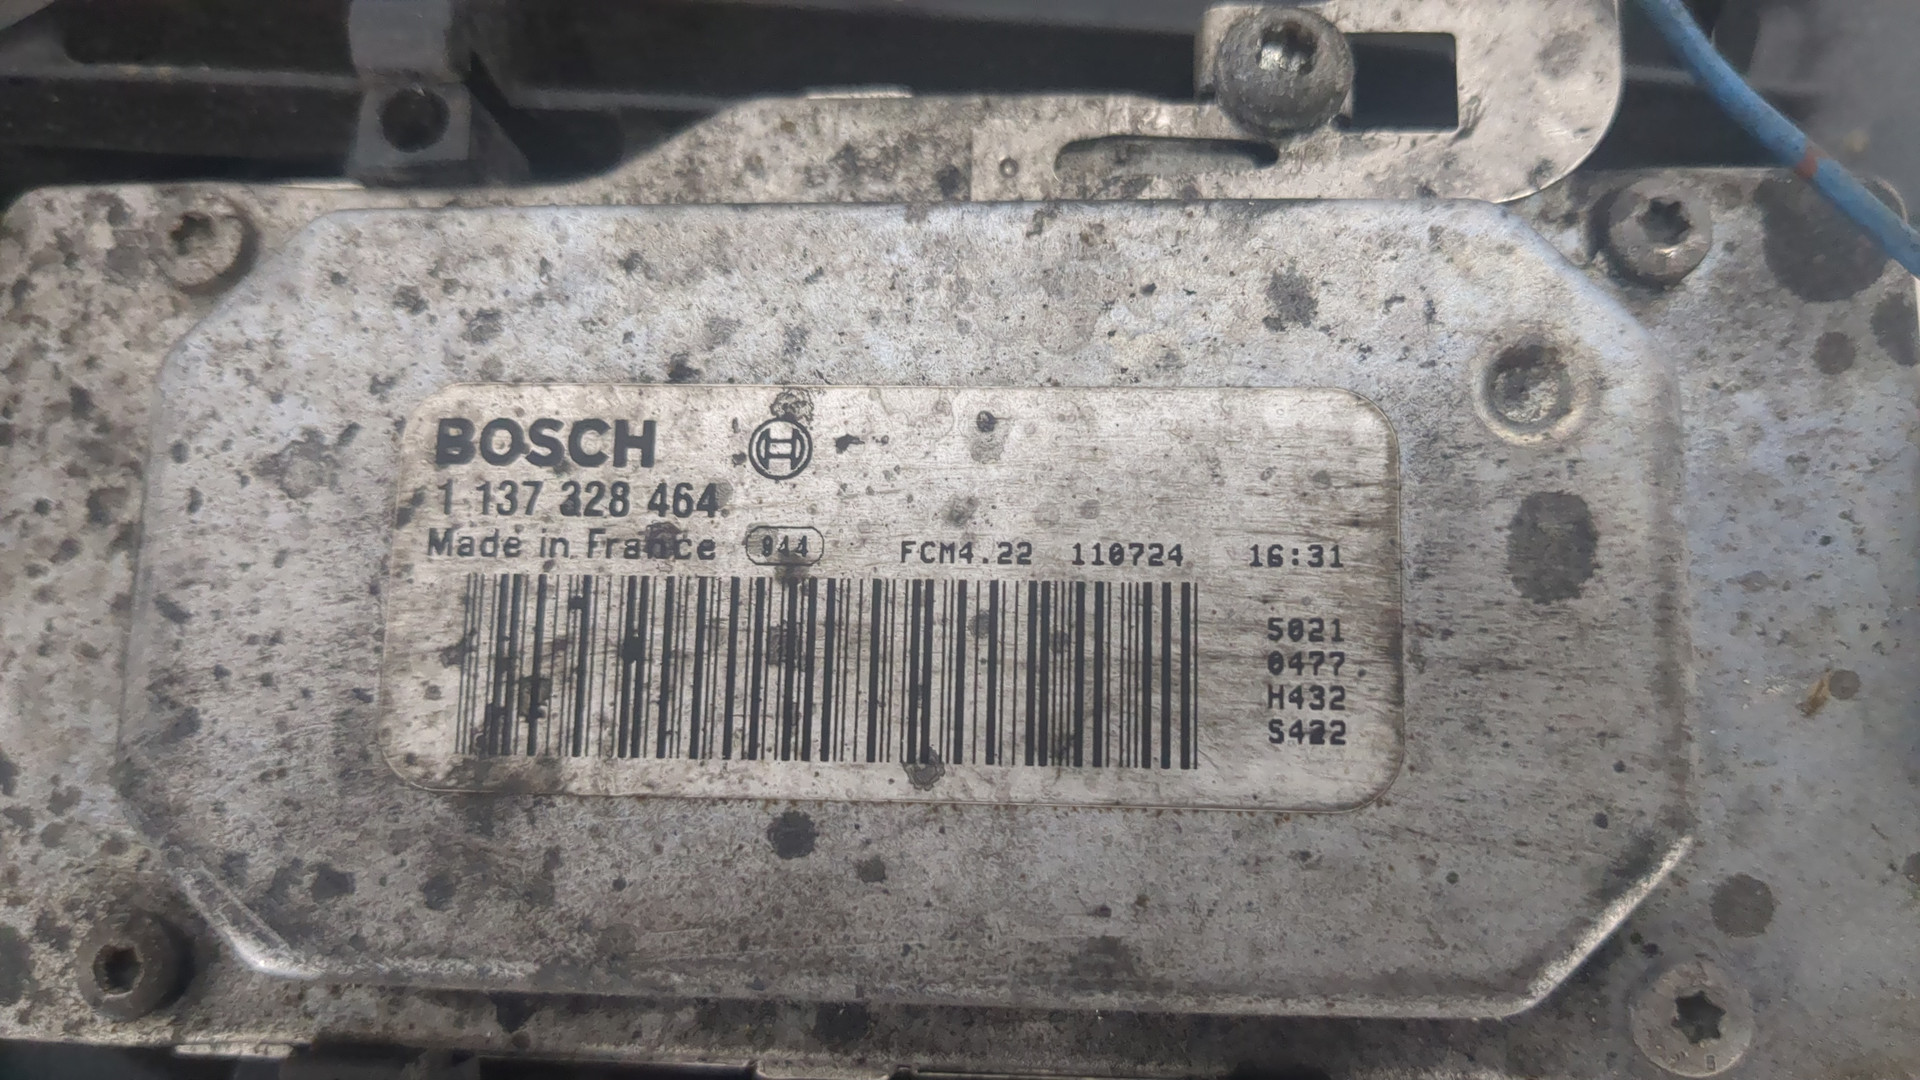 BOSCH
1 137 328 464
Made in France 944 FCM4.22 110724 16:31
5021
0477
H432
S422